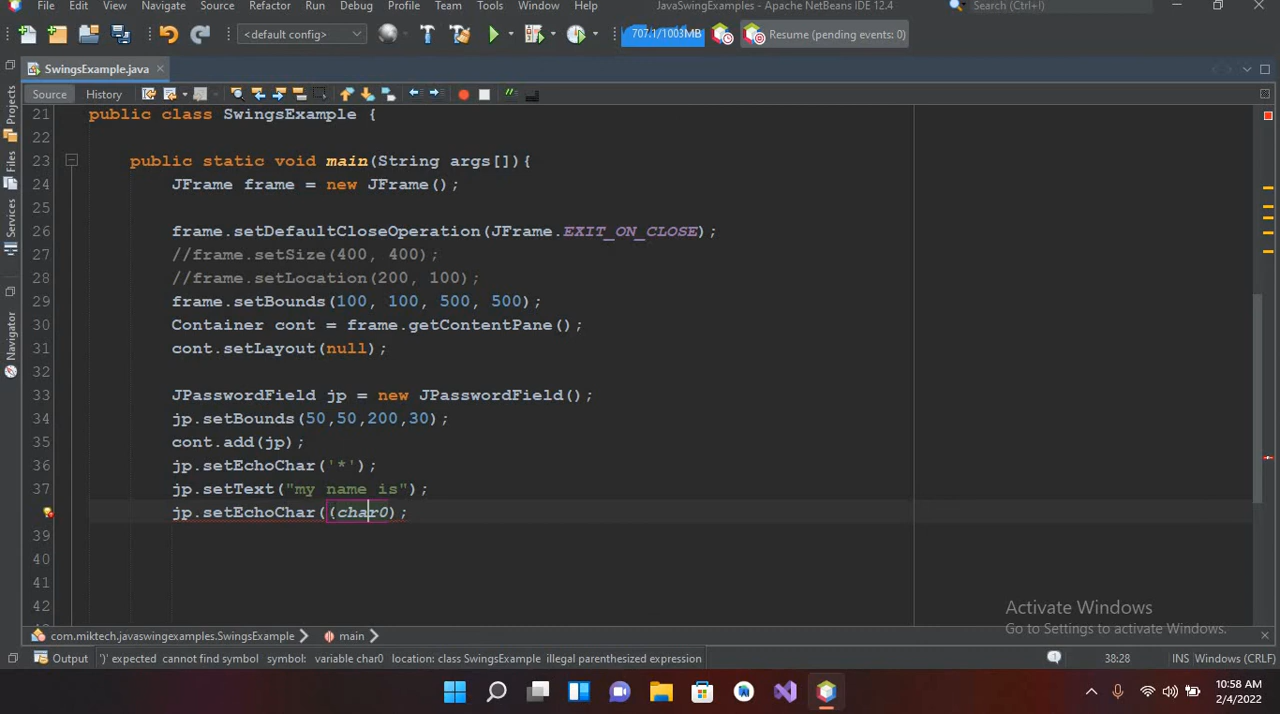 File Edit View Navigate Source Refactor Run Debug Profile Team Tools Window Help JavaSwingExamples - Apache NetBeans IDE 12.4 Search (Ctrl+I)
<default config> 707.1/1003MB Resume (pending events: 0)
SwingsExample.java
Source History
Projects
Files
Services
Navigator
21 public class SwingsExample {
22
23 public static void main(String args[]){
24 JFrame frame = new JFrame();
25
26 frame.setDefaultCloseOperation(JFrame.EXIT_ON_CLOSE);
27 //frame.setSize(400, 400);
28 //frame.setLocation(200, 100);
29 frame.setBounds(100, 100, 500, 500);
30 Container cont = frame.getContentPane();
31 cont.setLayout(null);
32
33 JPasswordField jp = new JPasswordField();
34 jp.setBounds(50,50,200,30);
35 cont.add(jp);
36 jp.setEchoChar('*');
37 jp.setText("my name is");
jp.setEchoChar((char0);
39
40
41
42
Activate Windows
Go to Settings to activate Windows.
com.miktech.javaswingexamples.SwingsExample main
Output ')' expected cannot find symbol symbol: variable char0 location: class SwingsExample illegal parenthesized expression 38:28 INS Windows (CRLF)
10:58 AM
2/4/2022